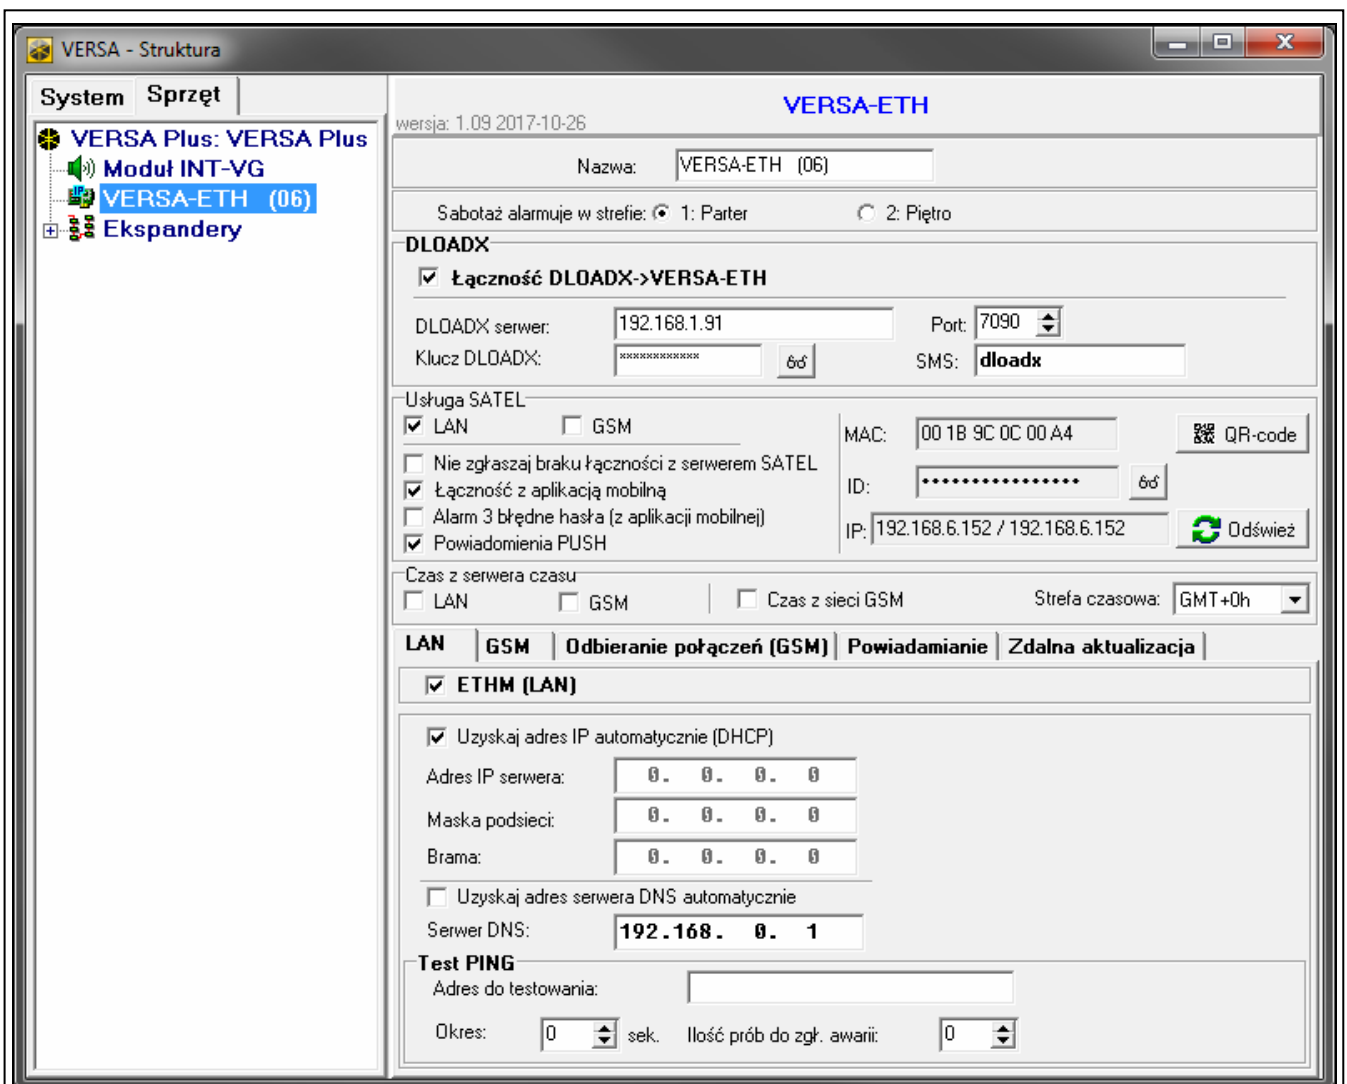 VERSA - Struktura
System Sprzęt
VERSA Plus: VERSA Plus
Moduł INT-VG
VERSA-ETH (06)
Ekspandery
VERSA-ETH
wersja: 1.09 2017-10-26
Nazwa: VERSA-ETH (06)
Sabotaż alarmuje w strefie: 1: Parter 2: Piętro
DLOADX
Łączność DLOADX->VERSA-ETH
DLOADX serwer: 192.168.1.91 Port: 7090
Klucz DLOADX: ************ SMS: dloadx
Usługa SATEL
LAN GSM
Nie zgłaszaj braku łączności z serwerem SATEL
Łączność z aplikacją mobilną
Alarm 3 błędne hasła (z aplikacji mobilnej)
Powiadomienia PUSH
MAC: 00 1B 9C 0C 00 A4 QR-code
ID: ••••••••••••••••
IP: 192.168.6.152 / 192.168.6.152 Odśwież
Czas z serwera czasu
LAN GSM Czas z sieci GSM Strefa czasowa: GMT+0h
LAN GSM Odbieranie połączeń (GSM) Powiadamianie Zdalna aktualizacja
ETHM (LAN)
Uzyskaj adres IP automatycznie (DHCP)
Adres IP serwera: 0. 0. 0. 0
Maska podsieci: 0. 0. 0. 0
Brama: 0. 0. 0. 0
Uzyskaj adres serwera DNS automatycznie
Serwer DNS: 192.168. 0. 1
Test PING
Adres do testowania:
Okres: 0 sek. Ilość prób do zgł. awarii: 0